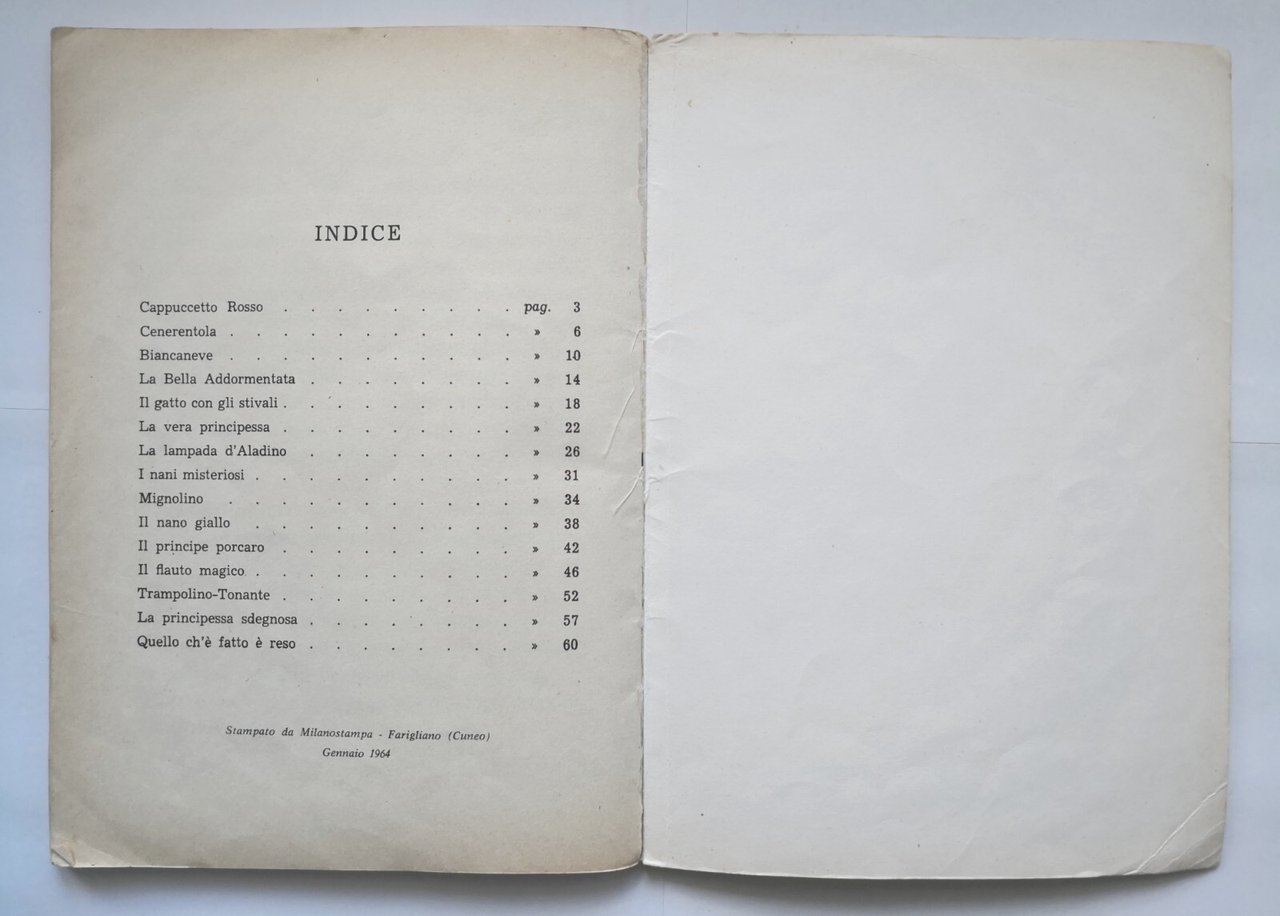 INDICE
Cappuccetto Rosso . . . . . . . . . pag. 3
Cenerentola . . . . . . . . . . . » 6
Biancaneve . . . . . . . . . . . » 10
La Bella Addormentata . . . . . . . . » 14
Il gatto con gli stivali . . . . . . . . . » 18
La vera principessa . . . . . . . . . » 22
La lampada d'Aladino . . . . . . . . » 26
I nani misteriosi . . . . . . . . . . » 31
Mignolino . . . . . . . . . . . » 34
Il nano giallo . . . . . . . . . . » 38
Il principe porcaro . . . . . . . . . » 42
Il flauto magico . . . . . . . . . . » 46
Trampolino-Tonante . . . . . . . . . » 52
La principessa sdegnosa . . . . . . . . » 57
Quello ch'è fatto è reso . . . . . . . . » 60
Stampato da Milanostampa - Farigliano (Cuneo)
Gennaio 1964